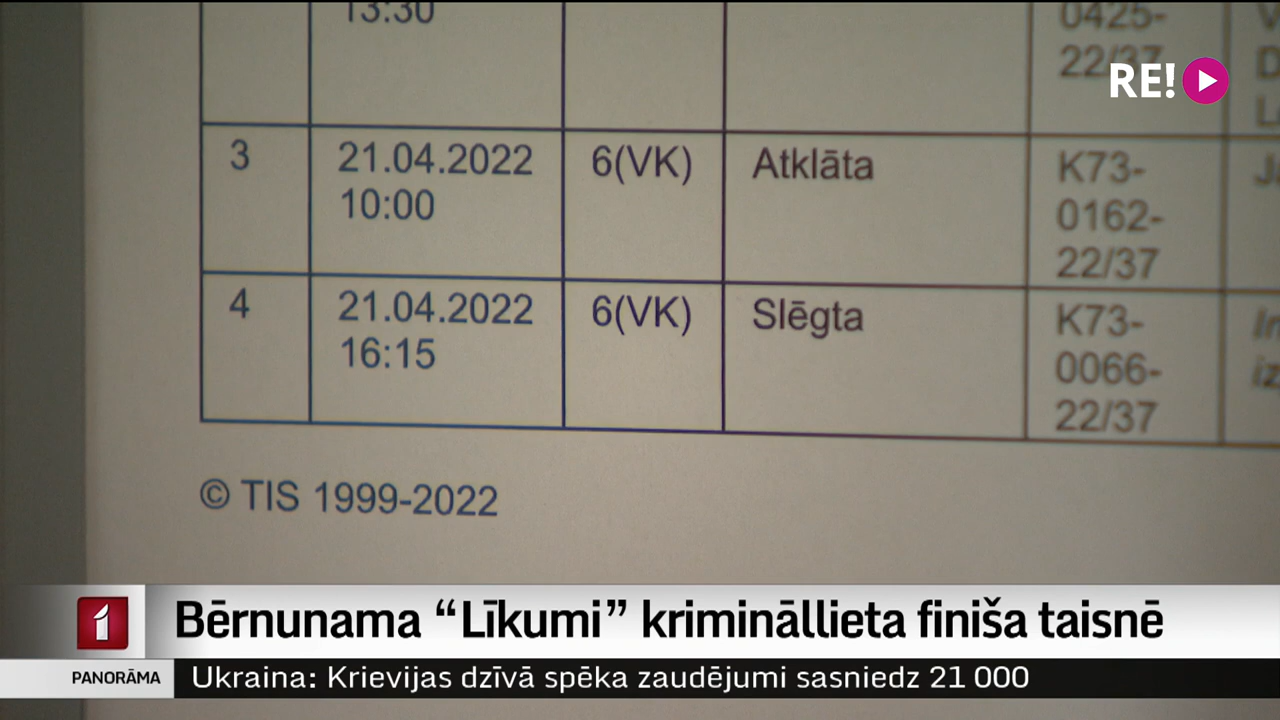 13:30
0425-
22/37
RE!
3 21.04.2022 6(VK) Atklāta K73-
10:00 0162-
22/37
4 21.04.2022 6(VK) Slēgta K73-
16:15 0066-
22/37
© TIS 1999-2022
1 Bērnunama “Līkumi” krimināllieta finiša taisnē
PANORĀMA Ukraina: Krievijas dzīvā spēka zaudējumi sasniedz 21 000